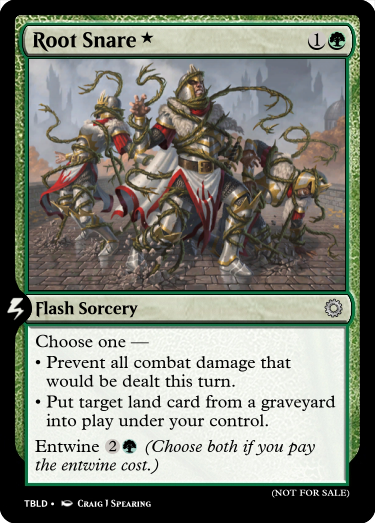 Root Snare ★ 1
Flash Sorcery
Choose one —
• Prevent all combat damage that
would be dealt this turn.
• Put target land card from a graveyard
into play under your control.
Entwine 2 (Choose both if you pay
the entwine cost.)
(NOT FOR SALE)
TBLD • Craig J Spearing